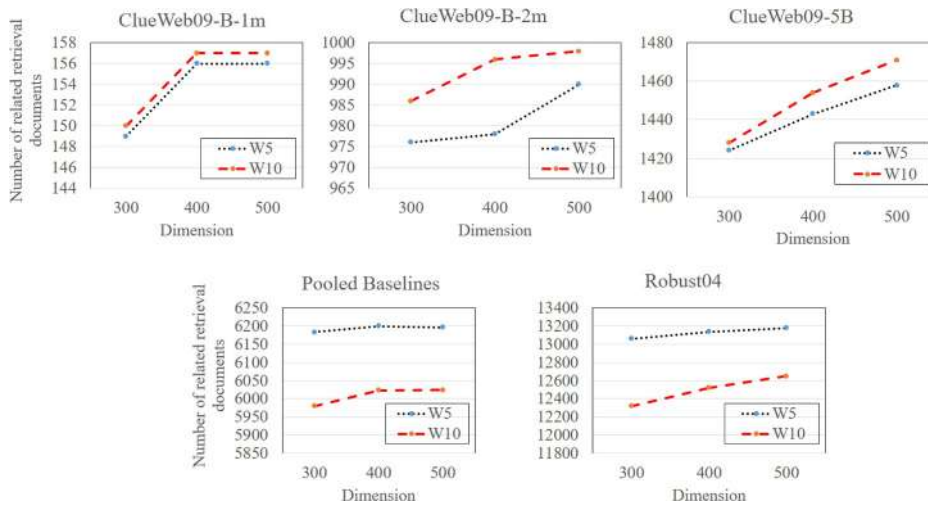 ClueWeb09-B-1m
Number of related retrieval
documents
158
156
154
152
150
148
146
144
W5
W10
300 400 500
Dimension
ClueWeb09-B-2m
1000
995
990
985
980
975
970
965
W5
W10
300 400 500
Dimension
ClueWeb09-5B
1480
1460
1440
1420
1400
W5
W10
300 400 500
Dimension
Pooled Baselines
Number of related retrieval
documents
6250
6200
6150
6100
6050
6000
5950
5900
5850
W5
W10
300 400 500
Dimension
Robust04
13400
13200
13000
12800
12600
12400
12200
12000
11800
W5
W10
300 400 500
Dimension